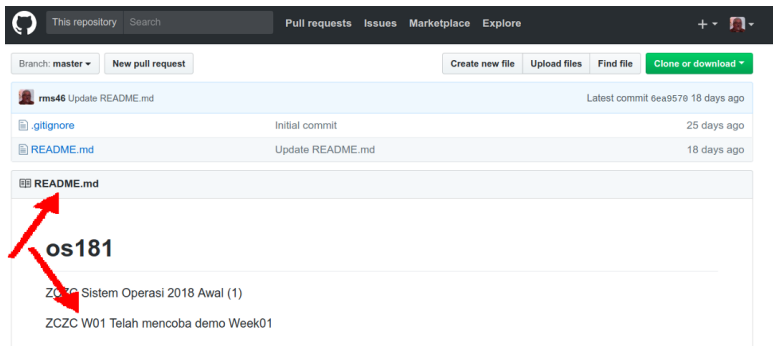 This repository Search Pull requests Issues Marketplace Explore
Branch: master New pull request Create new file Upload files Find file Clone or download
rms46 Update README.md Latest commit 6ea9570 18 days ago
.gitignore Initial commit 25 days ago
README.md Update README.md 18 days ago
README.md
os181
ZCZC Sistem Operasi 2018 Awal (1)
ZCZC W01 Telah mencoba demo Week01